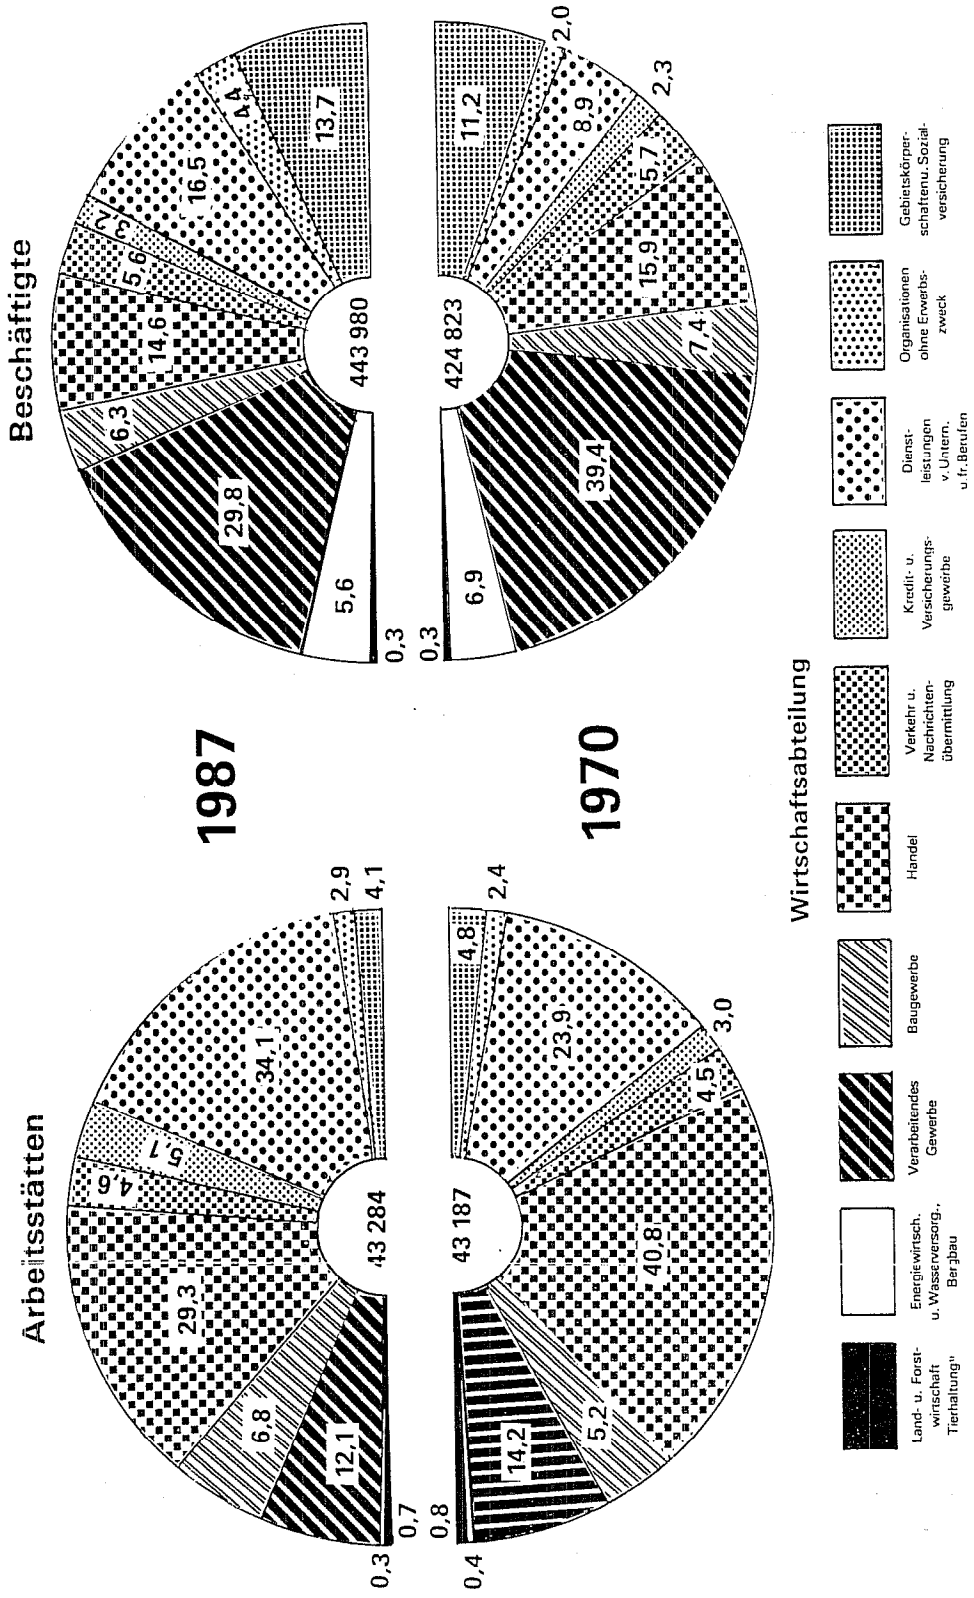 Arbeitsstätten
Beschäftigte
0,3
0,7
12,1
6,8
29,3
4,6
5,1
34,1
2,9
4,1
43 284
1987
0,3
5,6
29,8
6,3
14,6
5,6
3,2
16,5
4,4
13,7
443 980
0,4
0,8
14,2
5,2
40,8
4,5
3,0
23,9
2,4
4,8
43 187
1970
0,3
6,9
39,4
7,4
15,9
5,7
2,3
8,9
2,0
11,2
424 823
Wirtschaftsabteilung
Land- u. Forst-
wirtschaft
Tierhaltung¹⁾
Energiewirtsch.
u. Wasserversorg.,
Bergbau
Verarbeitendes
Gewerbe
Baugewerbe
Handel
Verkehr u.
Nachrichten-
übermittlung
Kredit- u.
Versicherungs-
gewerbe
Dienst-
leistungen
v. Untern.
u. fr. Berufen
Organisationen
ohne Erwerbs-
zweck
Gebietskörper-
schaftenu. Sozial-
versicherung